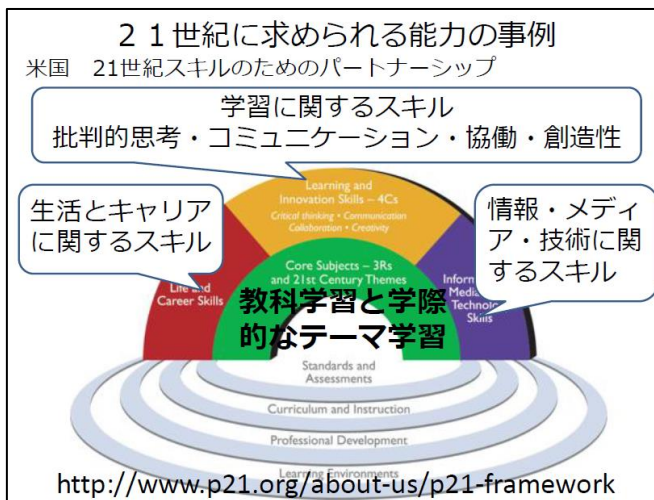 ２１世紀に求められる能力の事例
米国　21世紀スキルのためのパートナーシップ
学習に関するスキル
批判的思考・コミュニケーション・協働・創造性
生活とキャリア
に関するスキル
情報・メディ
ア・技術に関
するスキル
Learning and
Innovation Skills – 4Cs
Critical thinking • Communication
Collaboration • Creativity
Life and
Career Skills
Core Subjects – 3Rs
and 21st Century Themes
Media
Skills
教科学習と学際
的なテーマ学習
Standards and
Assessments
Curriculum and Instruction
Professional Development
Learning Environments
http://www.p21.org/about-us/p21-framework